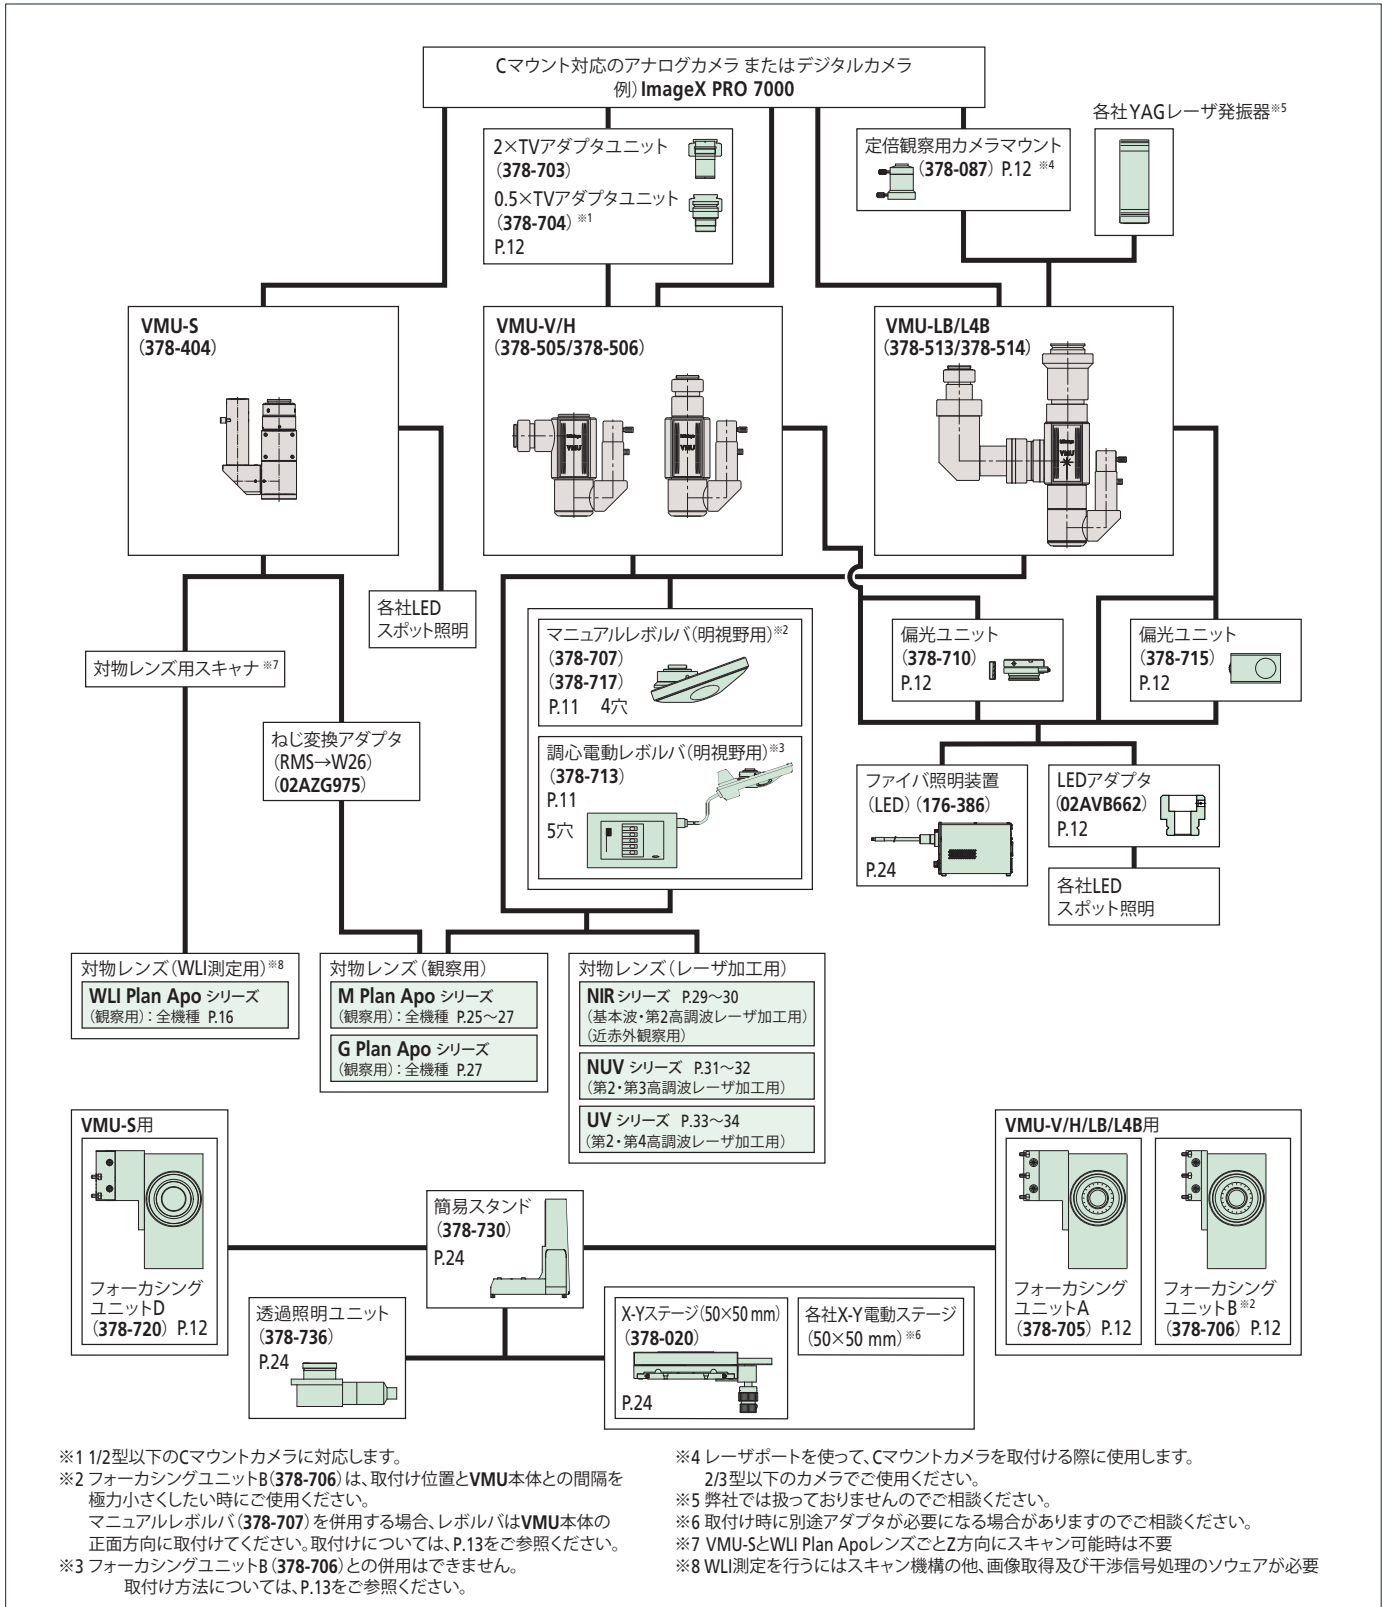 Cマウント対応のアナログカメラ またはデジタルカメラ
例）ImageX PRO 7000
各社YAGレーザ発振器※5
2×TVアダプタユニット
（378-703）
0.5×TVアダプタユニット
（378-704）※1
P.12
定倍観察用カメラマウント
（378-087）P.12 ※4
VMU-S
（378-404）
VMU-V/H
（378-505/378-506）
VMU-LB/L4B
（378-513/378-514）
各社LED
スポット照明
対物レンズ用スキャナ※7
ねじ変換アダプタ
（RMS→W26）
（02AZG975）
マニュアルレボルバ（明視野用）※2
（378-707）
（378-717）
P.11 4穴
調心電動レボルバ（明視野用）※3
（378-713）
P.11
5穴
偏光ユニット
（378-710）
P.12
偏光ユニット
（378-715）
P.12
ファイバ照明装置
（LED）（176-386）
P.24
LEDアダプタ
（02AVB662）
P.12
各社LED
スポット照明
対物レンズ（WLI測定用）※8
WLI Plan Apo シリーズ
（観察用）：全機種 P.16
対物レンズ（観察用）
M Plan Apo シリーズ
（観察用）：全機種 P.25～27
G Plan Apo シリーズ
（観察用）：全機種 P.27
対物レンズ（レーザ加工用）
NIR シリーズ P.29～30
（基本波・第2高調波レーザ加工用）
（近赤外観察用）
NUV シリーズ P.31～32
（第2・第3高調波レーザ加工用）
UV シリーズ P.33～34
（第2・第4高調波レーザ加工用）
VMU-S用
フォーカシング
ユニットD
（378-720）P.12
簡易スタンド
（378-730）
P.24
透過照明ユニット
（378-736）
P.24
X-Yステージ（50×50 mm）
（378-020）
P.24
各社X-Y電動ステージ
（50×50 mm）※6
VMU-V/H/LB/L4B用
フォーカシング
ユニットA
（378-705）P.12
フォーカシング
ユニットB※2
（378-706）P.12
※1 1/2型以下のCマウントカメラに対応します。
※2 フォーカシングユニットB（378-706）は、取付け位置とVMU本体との間隔を
極力小さくしたい時にご使用ください。
マニュアルレボルバ（378-707）を併用する場合、レボルバはVMU本体の
正面方向に取付けてください。取付けについては、P.13をご参照ください。
※3 フォーカシングユニットB（378-706）との併用はできません。
取付け方法については、P.13をご参照ください。
※4 レーザポートを使って、Cマウントカメラを取付ける際に使用します。
2/3型以下のカメラでご使用ください。
※5 弊社では扱っておりませんのでご相談ください。
※6 取付け時に別途アダプタが必要になる場合がありますのでご相談ください。
※7 VMU-SとWLI Plan ApoレンズごとZ方向にスキャン可能時は不要
※8 WLI測定を行うにはスキャン機構の他、画像取得及び干渉信号処理のソウェアが必要